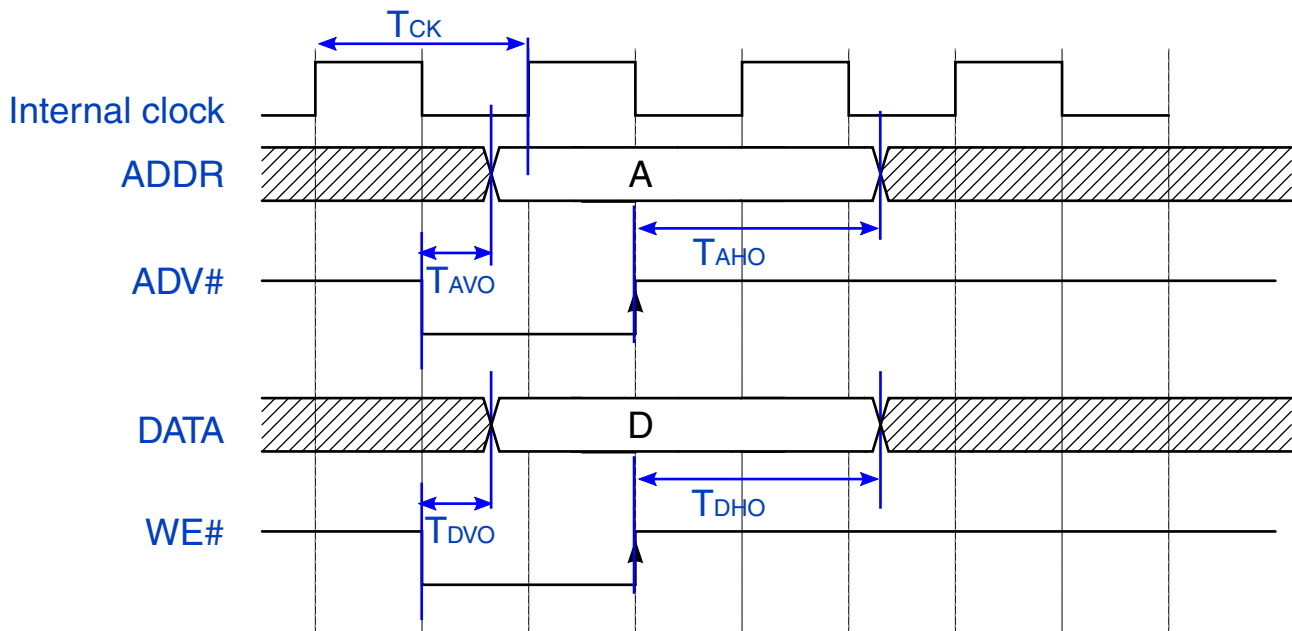 TCK
Internal clock
ADDR
A
TAHO
ADV#
TAVO
DATA
D
TDHO
WE#
TDVO